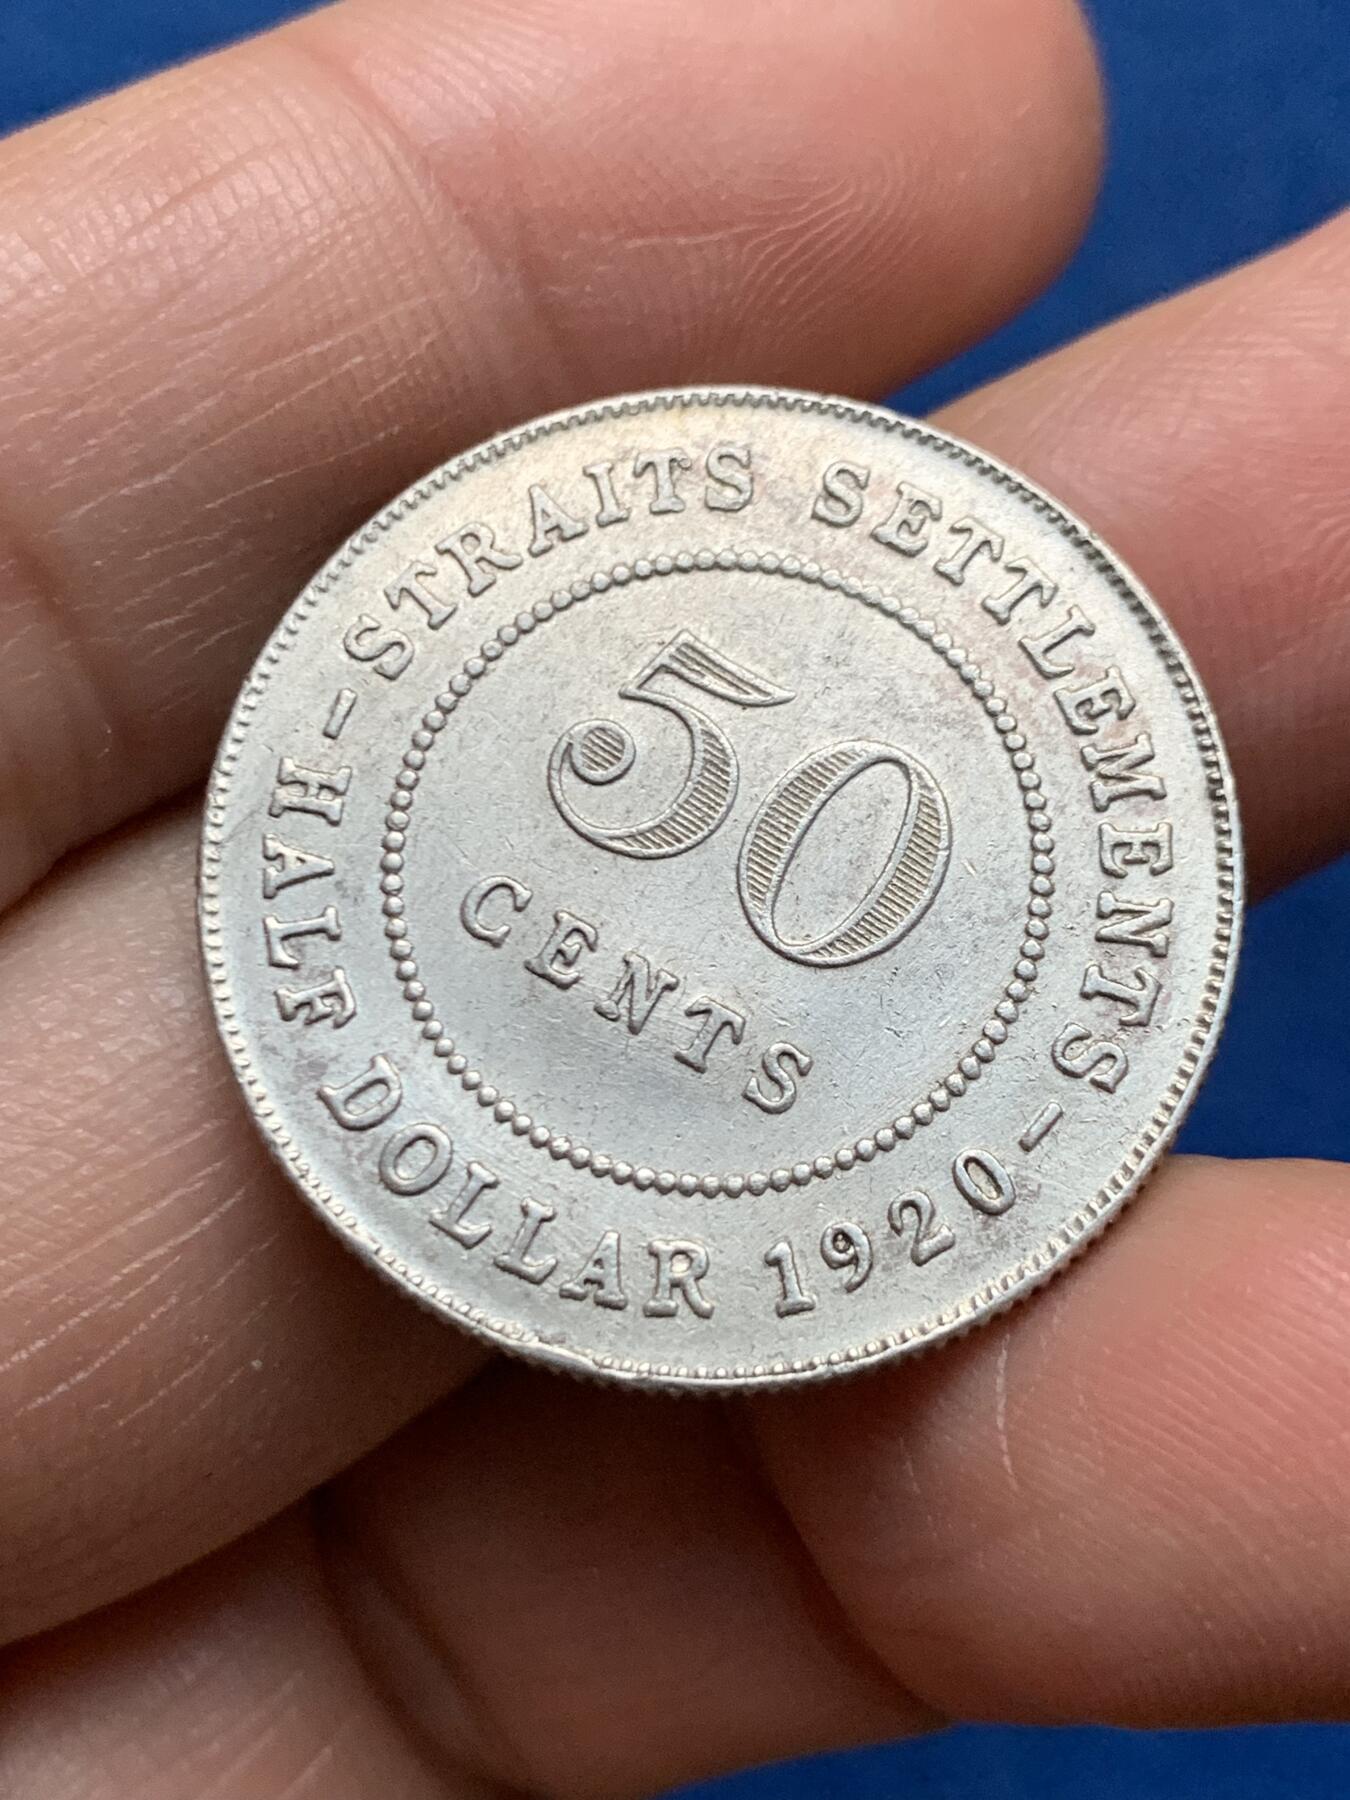 STRAITS SETTLEMENTS
50
CENTS
– HALF DOLLAR 1920 –